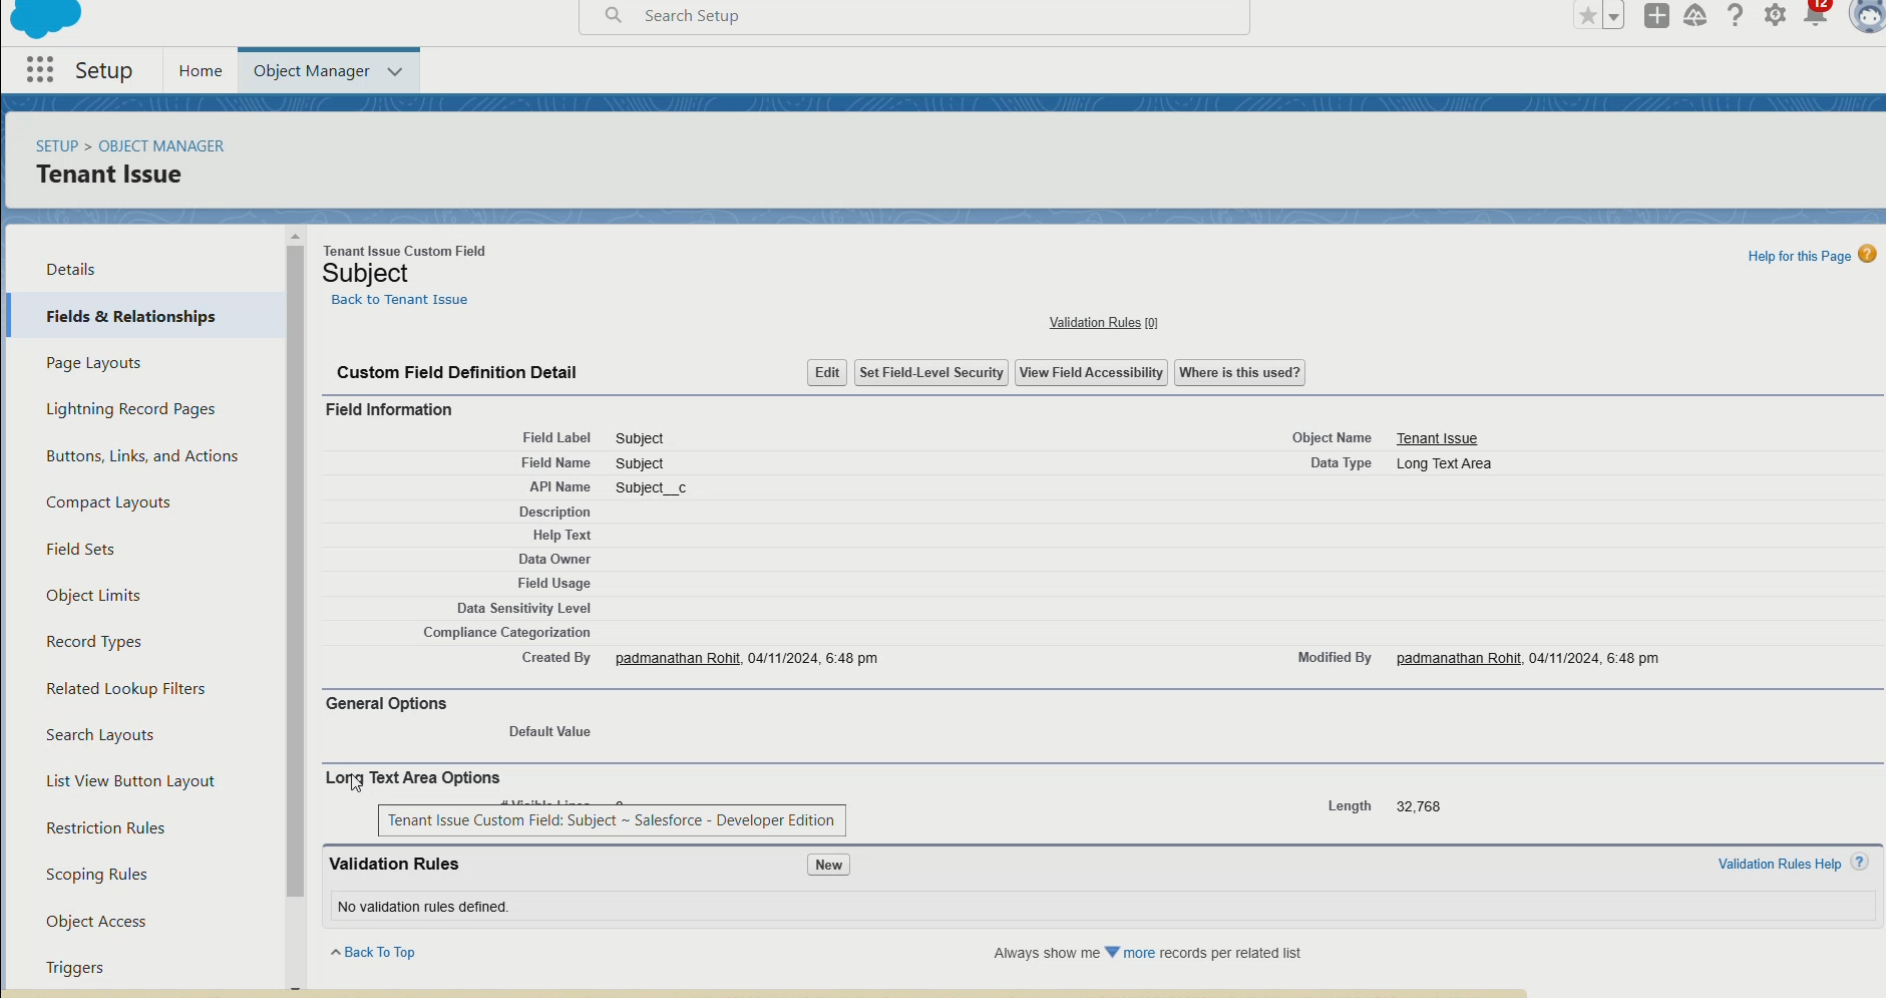 Search Setup
12
Setup
Home
Object Manager
SETUP > OBJECT MANAGER
Tenant Issue
Details
Fields & Relationships
Page Layouts
Lightning Record Pages
Buttons, Links, and Actions
Compact Layouts
Field Sets
Object Limits
Record Types
Related Lookup Filters
Search Layouts
List View Button Layout
Restriction Rules
Scoping Rules
Object Access
Triggers
Tenant Issue Custom Field
Subject
Back to Tenant Issue
Help for this Page ?
Validation Rules [0]
Custom Field Definition Detail
Edit
Set Field-Level Security
View Field Accessibility
Where is this used?
Field Information
Field Label Subject
Object Name Tenant Issue
Field Name Subject
Data Type Long Text Area
API Name Subject__c
Description
Help Text
Data Owner
Field Usage
Data Sensitivity Level
Compliance Categorization
Created By padmanathan Rohit, 04/11/2024, 6:48 pm
Modified By padmanathan Rohit, 04/11/2024, 6:48 pm
General Options
Default Value
Long Text Area Options
# Visible Lines
Length 32,768
Tenant Issue Custom Field: Subject ~ Salesforce - Developer Edition
Validation Rules
New
Validation Rules Help ?
No validation rules defined.
Back To Top
Always show me more records per related list